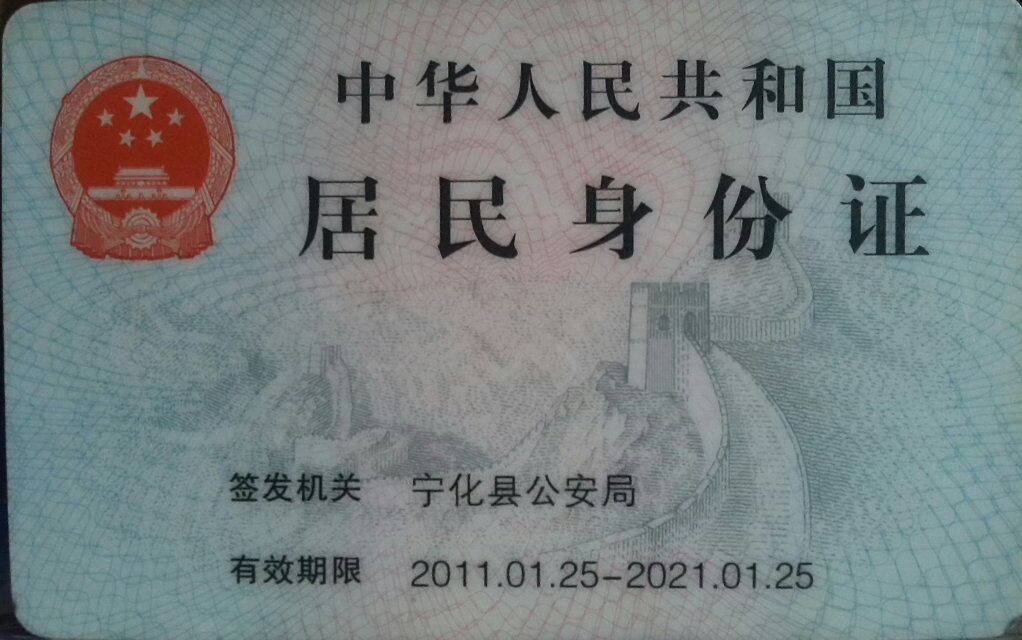 中华人民共和国
居民身份证
签发机关 宁化县公安局
有效期限 2011.01.25-2021.01.25